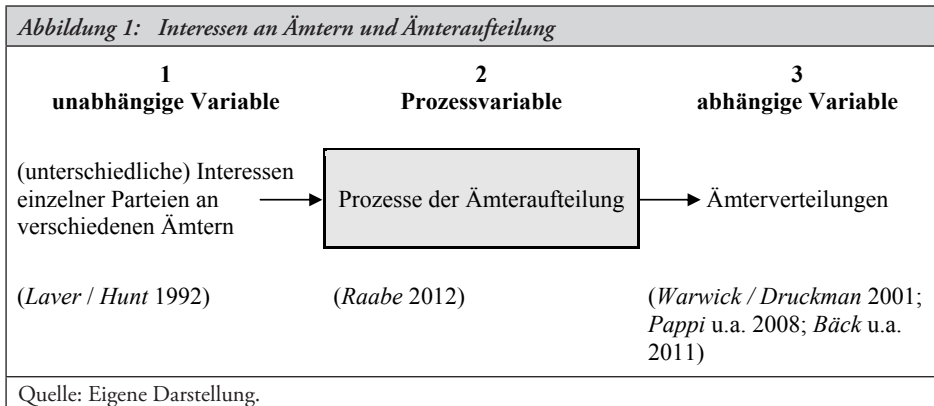 Abbildung 1: Interessen an Ämtern und Ämteraufteilung
1
unabhängige Variable
2
Prozessvariable
3
abhängige Variable
(unterschiedliche) Interessen
einzelner Parteien an
verschiedenen Ämtern
Prozesse der Ämteraufteilung
Ämterverteilungen
(Laver / Hunt 1992)
(Raabe 2012)
(Warwick / Druckman 2001;
Pappi u.a. 2008; Bäck u.a.
2011)
Quelle: Eigene Darstellung.